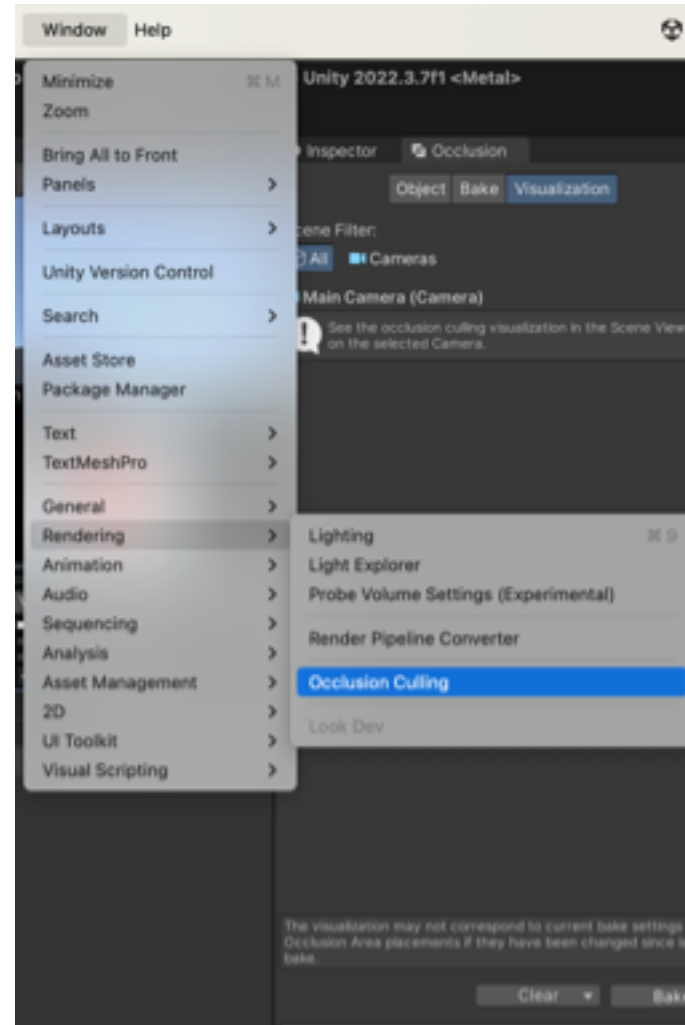 Window Help
Minimize ⌘ M
Zoom
Bring All to Front
Panels
Layouts
Unity Version Control
Search
Asset Store
Package Manager
Text
TextMeshPro
General
Rendering
Animation
Audio
Sequencing
Analysis
Asset Management
2D
UI Toolkit
Visual Scripting
Unity 2022.3.7f1 <Metal>
Inspector Occlusion
Object Bake Visualization
cene Filter:
All Cameras
Main Camera (Camera)
See the occlusion culling visualization in the Scene View
on the selected Camera.
Lighting ⌘ 9
Light Explorer
Probe Volume Settings (Experimental)
Render Pipeline Converter
Occlusion Culling
Look Dev
The visualization may not correspond to current bake settings
Occlusion Area placements if they have been changed since
bake.
Clear Bake